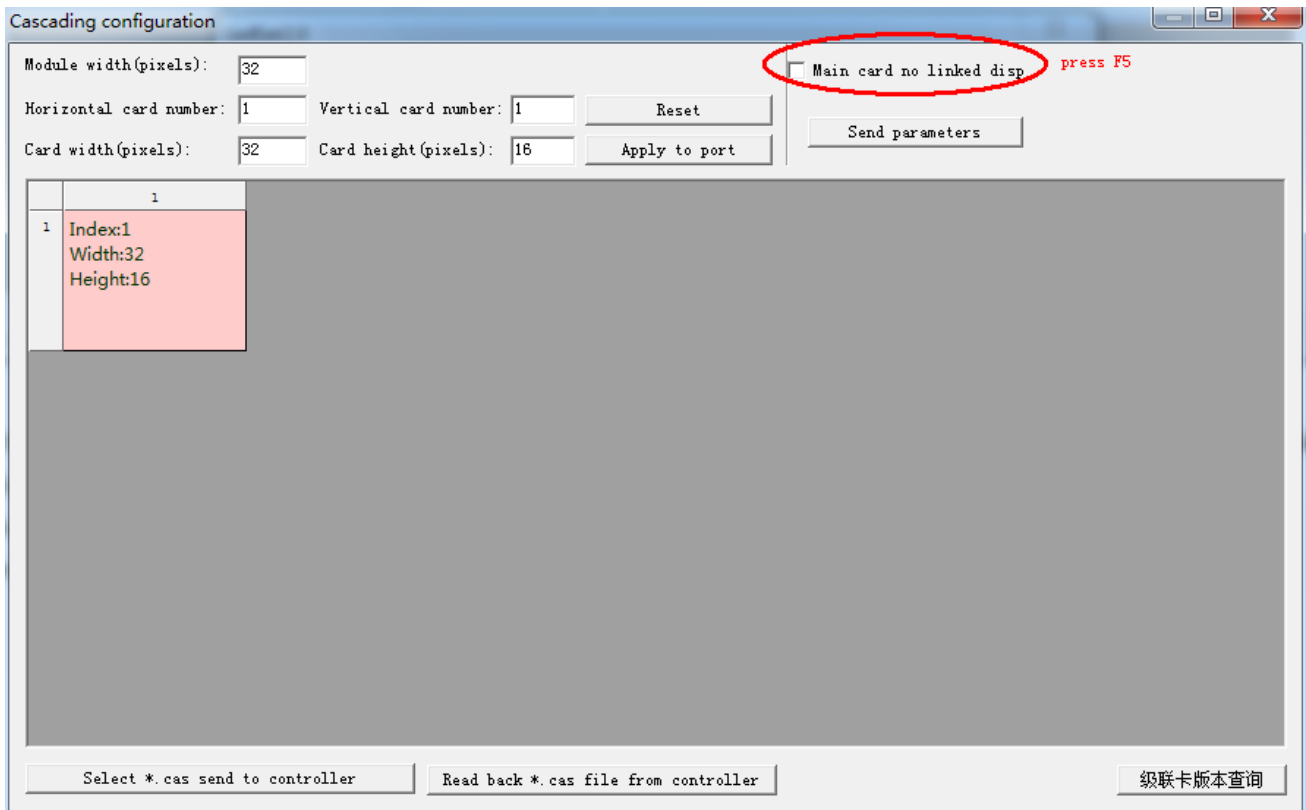 Cascading configuration
Module width(pixels): 32
Main card no linked disp press F5
Horizontal card number: 1 Vertical card number: 1 Reset
Send parameters
Card width(pixels): 32 Card height(pixels): 16 Apply to port
1
1 Index:1
Width:32
Height:16
Select *.cas send to controller Read back *.cas file from controller 级联卡版本查询